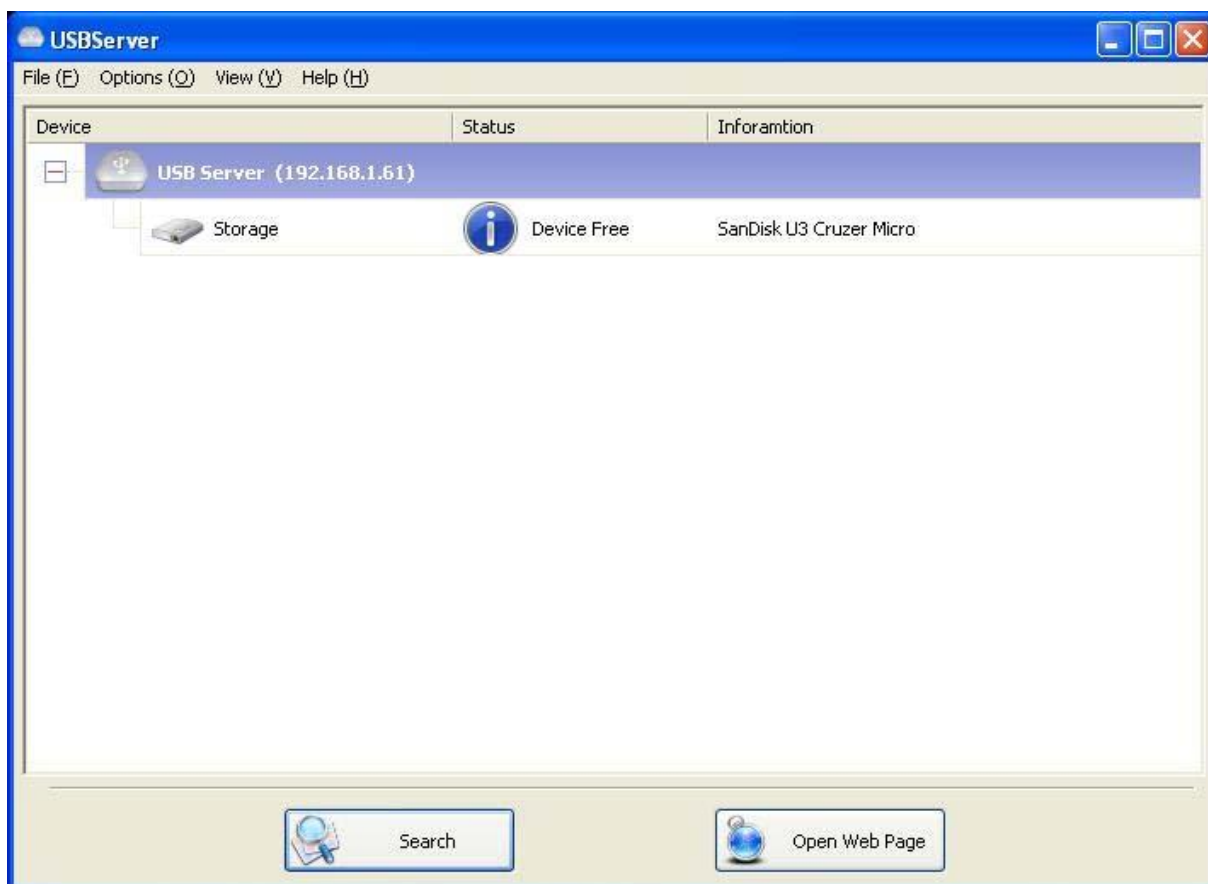 USBServer
File (F) Options (O) View (V) Help (H)
Device Status Inforamtion
USB Server (192.168.1.61)
Storage Device Free SanDisk U3 Cruzer Micro
Search Open Web Page